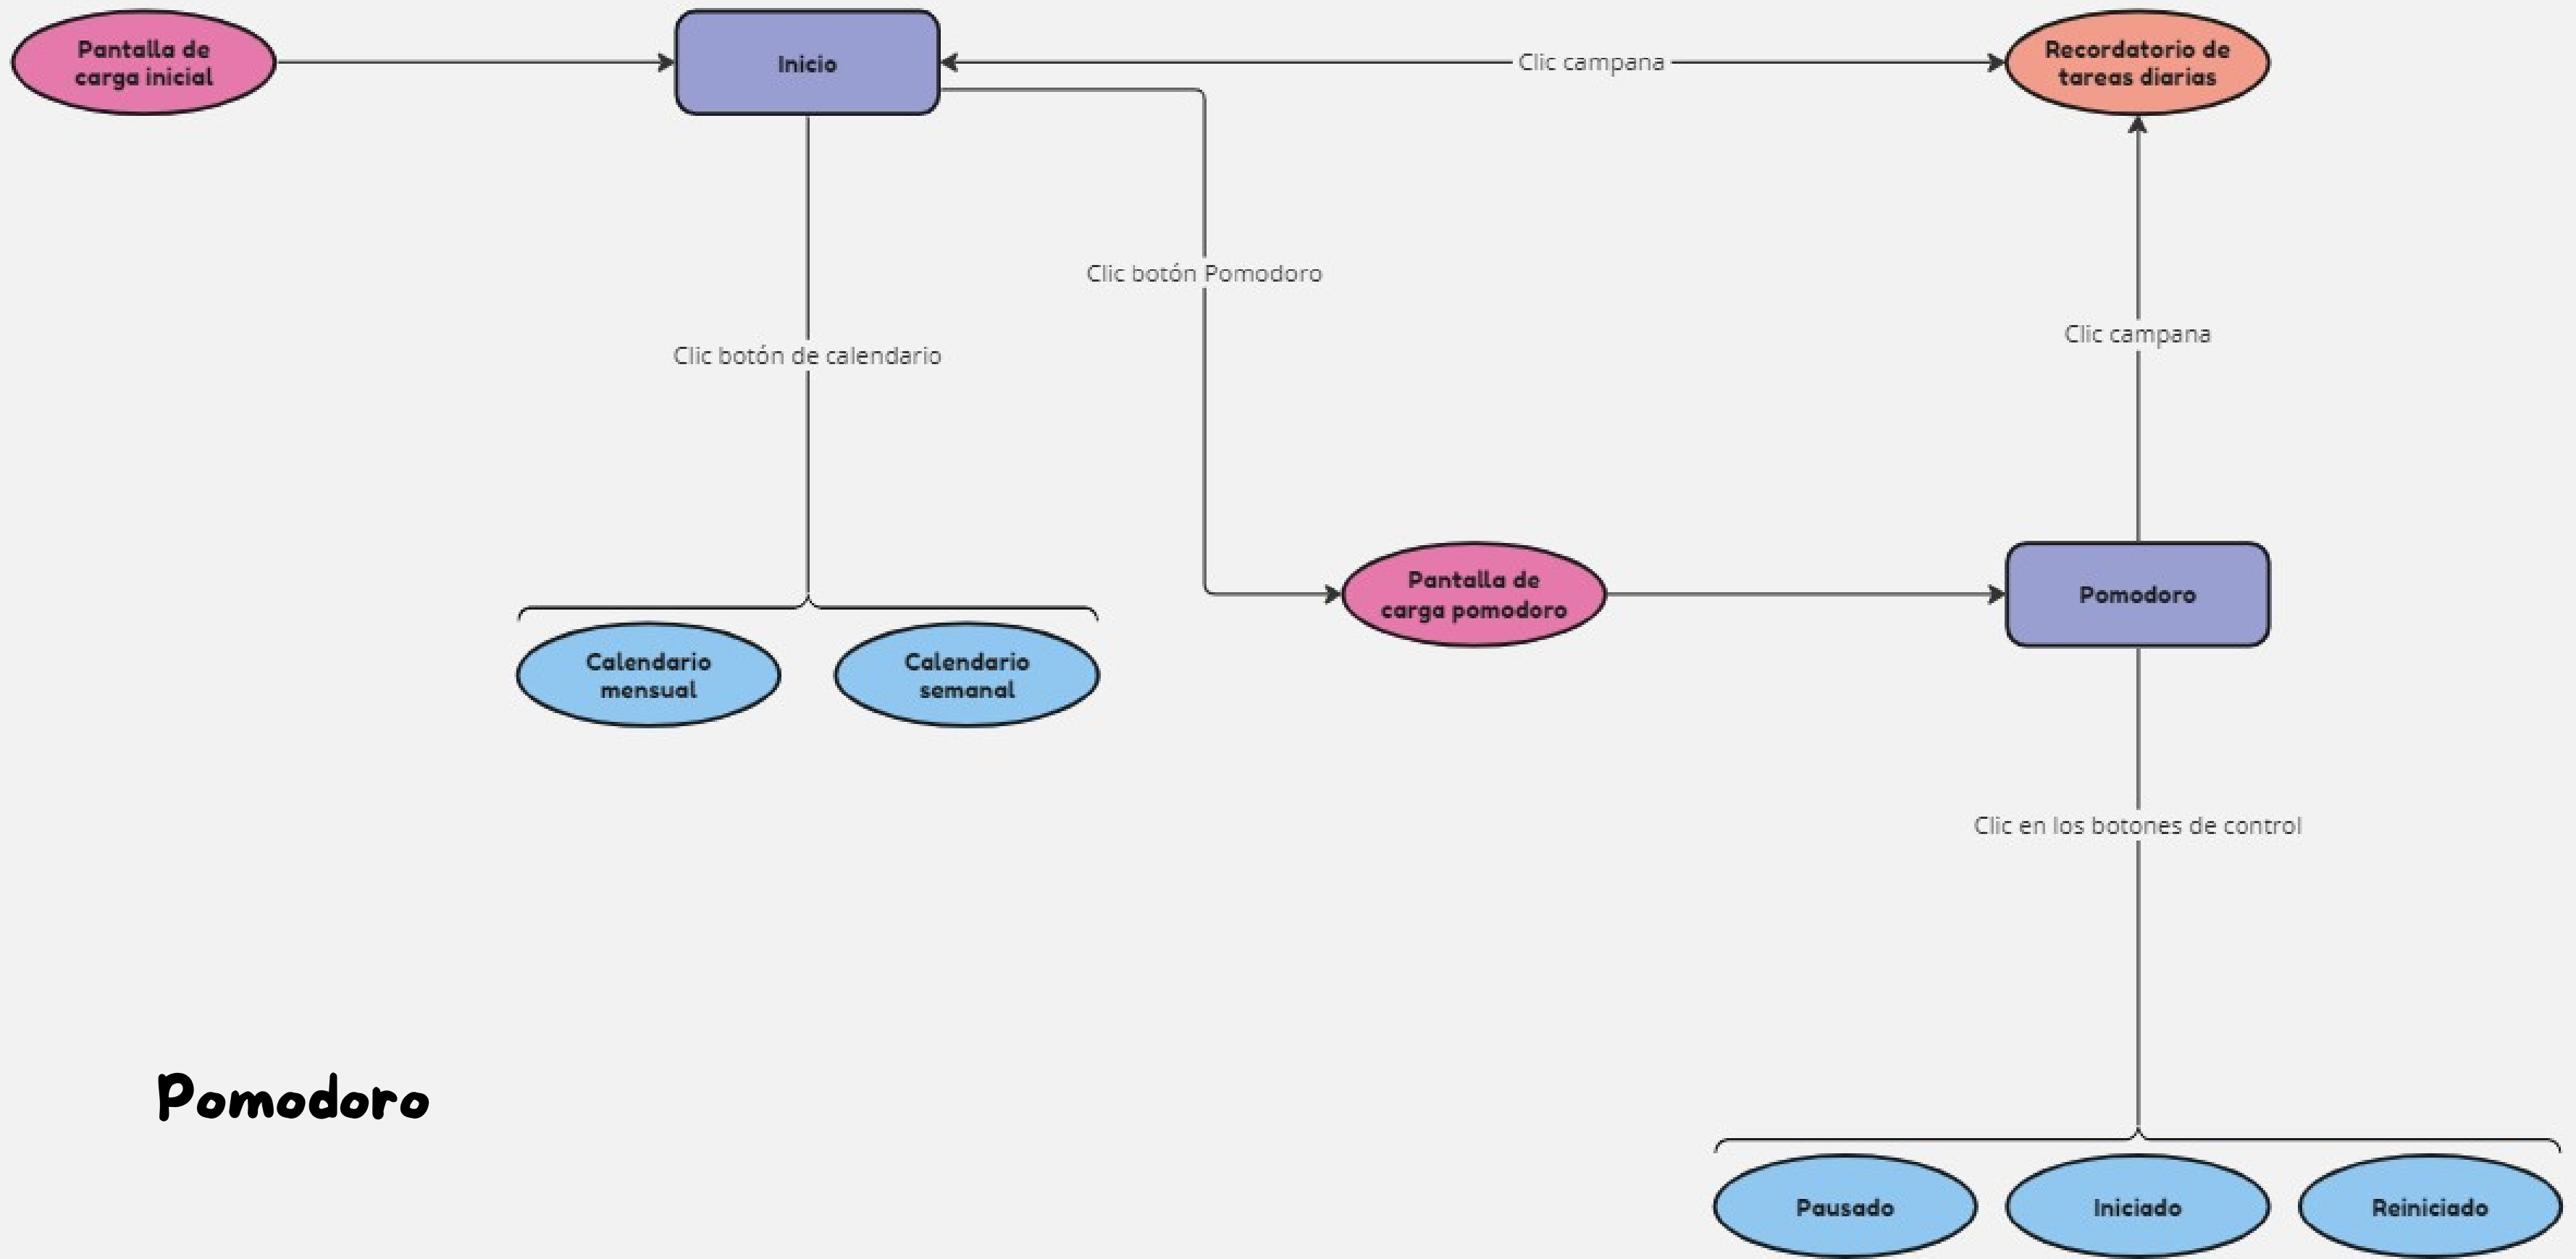 Pantalla de
carga inicial
Inicio
Clic campana
Recordatorio de
tareas diarias
Clic botón Pomodoro
Clic campana
Clic botón de calendario
Pantalla de
carga pomodoro
Pomodoro
Calendario
mensual
Calendario
semanal
Clic en los botones de control
Pomodoro
Pausado
Iniciado
Reiniciado